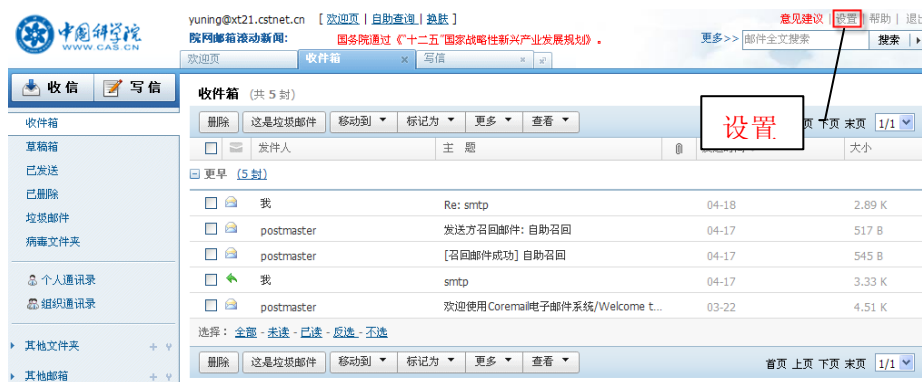 中国科学院
WWW.CAS.CN
yuning@xt21.cstnet.cn [ 欢迎页 | 自助查询 | 换肤 ]
意见建议 | 设置 | 帮助 |
院网邮箱滚动新闻: 国务院通过《"十二五"国家战略性新兴产业发展规划》。
更多>> 邮件全文搜索 搜索
欢迎页 收件箱 × 写信 ×
收信 写信
收件箱
草稿箱
已发送
已删除
垃圾邮件
病毒文件夹
个人通讯录
组织通讯录
其他文件夹
其他邮箱
收件箱 (共 5 封)
删除 这是垃圾邮件 移动到 标记为 更多 查看
设置
页 下页 末页 1/1
发件人 主 题 大小
更早 (5 封)
我 Re: smtp 04-18 2.89 K
postmaster 发送方召回邮件: 自助召回 04-17 517 B
postmaster [召回邮件成功] 自助召回 04-17 545 B
我 smtp 04-17 3.33 K
postmaster 欢迎使用Coremail电子邮件系统/Welcome t... 03-22 4.51 K
选择: 全部 - 未读 - 已读 - 反选 - 不选
删除 这是垃圾邮件 移动到 标记为 更多 查看
首页 上页 下页 末页 1/1